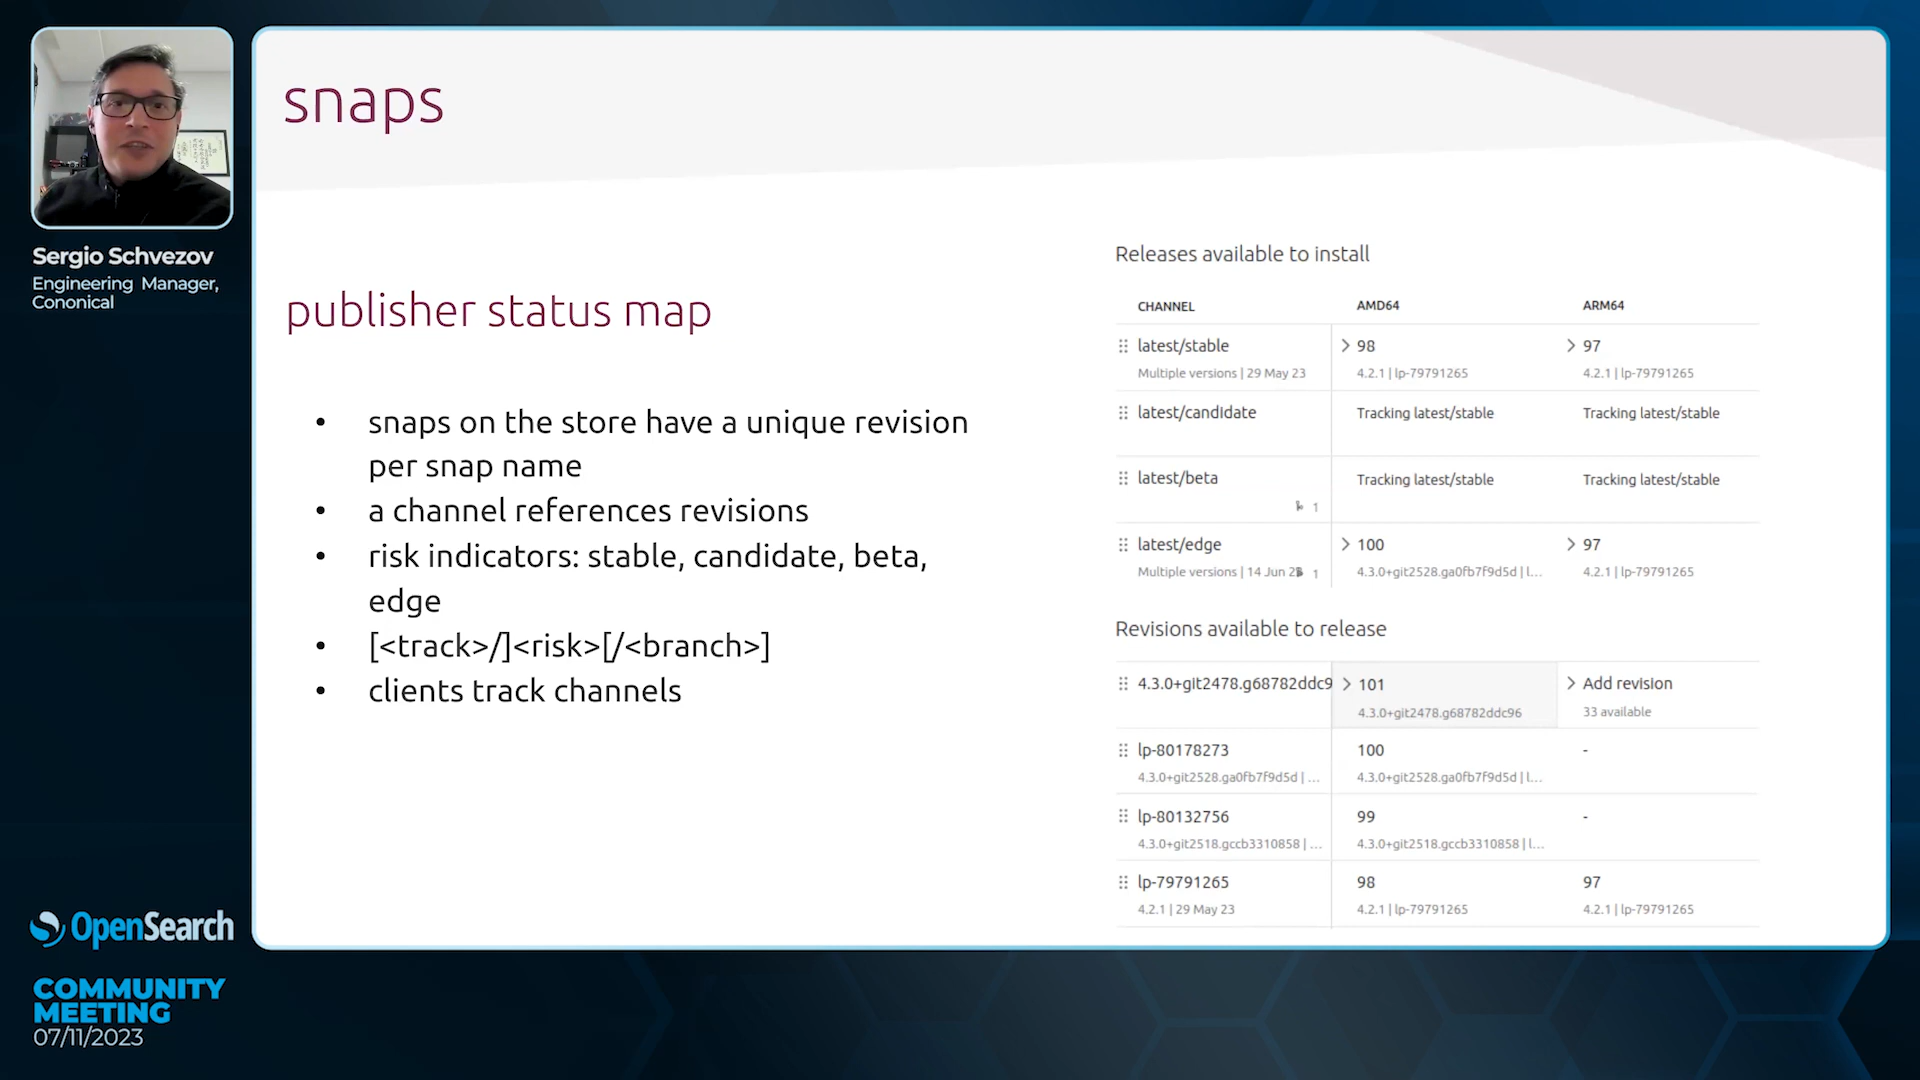 Sergio Schvezov
Engineering Manager,
Cononical
OpenSearch
COMMUNITY
MEETING
07/11/2023
snaps
publisher status map
• snaps on the store have a unique revision
per snap name
• a channel references revisions
• risk indicators: stable, candidate, beta,
edge
• [<track>/]<risk>[/<branch>]
• clients track channels
Releases available to install
CHANNEL AMD64 ARM64
latest/stable 98 97
Multiple versions | 29 May 23 4.2.1 | lp-79791265 4.2.1 | lp-79791265
latest/candidate Tracking latest/stable Tracking latest/stable
latest/beta Tracking latest/stable Tracking latest/stable
1
latest/edge 100 97
Multiple versions | 14 Jun 23 1 4.3.0+git2528.ga0fb7f9d5d | l... 4.2.1 | lp-79791265
Revisions available to release
4.3.0+git2478.g68782ddc9 101 Add revision
4.3.0+git2478.g68782ddc96 33 available
lp-80178273 100 -
4.3.0+git2528.ga0fb7f9d5d | ... 4.3.0+git2528.ga0fb7f9d5d | l...
lp-80132756 99 -
4.3.0+git2518.gccb3310858 | ... 4.3.0+git2518.gccb3310858 | l...
lp-79791265 98 97
4.2.1 | 29 May 23 4.2.1 | lp-79791265 4.2.1 | lp-79791265